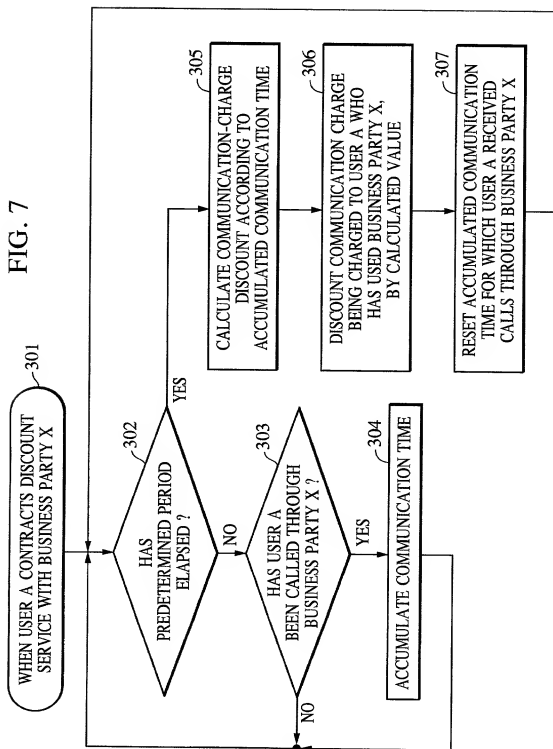 FIG. 7
301
WHEN USER A CONTRACTS DISCOUNT
SERVICE WITH BUSINESS PARTY X
302
HAS
PREDETERMINED PERIOD
ELAPSED ?
YES
NO
303
HAS USER A
BEEN CALLED THROUGH
BUSINESS PARTY X ?
NO
YES
304
ACCUMULATE COMMUNICATION TIME
305
CALCULATE COMMUNICATION-CHARGE
DISCOUNT ACCORDING TO
ACCUMULATED COMMUNICATION TIME
306
DISCOUNT COMMUNICATION CHARGE
BEING CHARGED TO USER A WHO
HAS USED BUSINESS PARTY X,
BY CALCULATED VALUE
307
RESET ACCUMULATED COMMUNICATION
TIME FOR WHICH USER A RECEIVED
CALLS THROUGH BUSINESS PARTY X